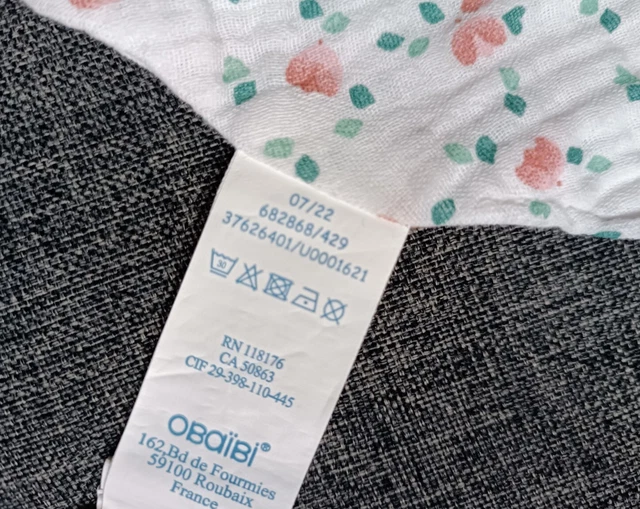 07/22
682868/429
37626401/U0001621
30
RN 118176
CA 50863
CIF 29-398-110-445
OBaïBi®
162,Bd de Fourmies
59100 Roubaix
France